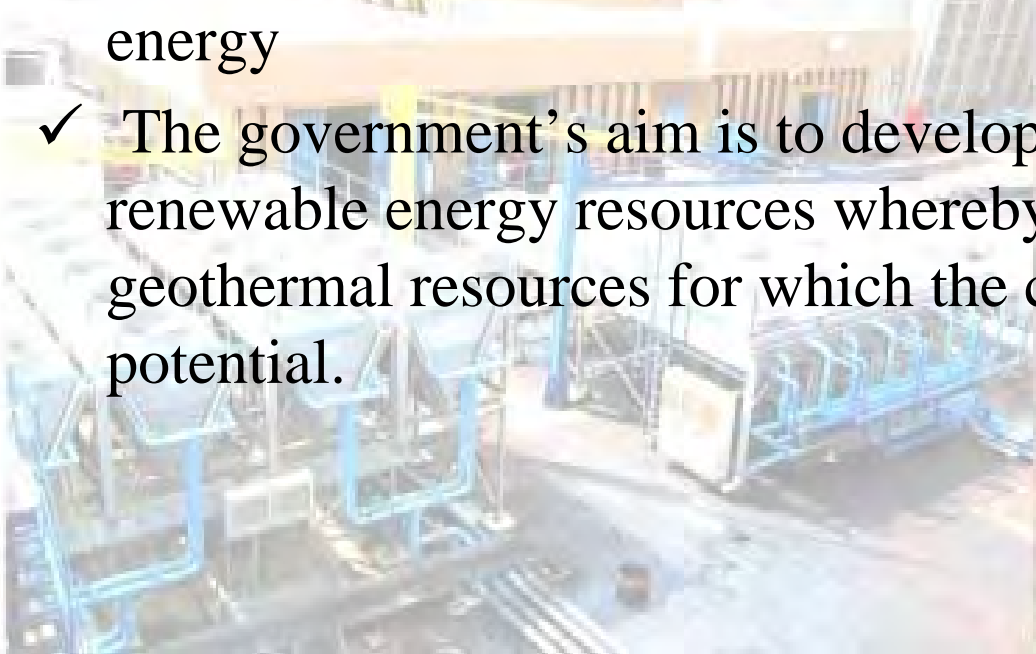 energy
✓ The government’s aim is to develop
renewable energy resources whereby
geothermal resources for which the
potential.